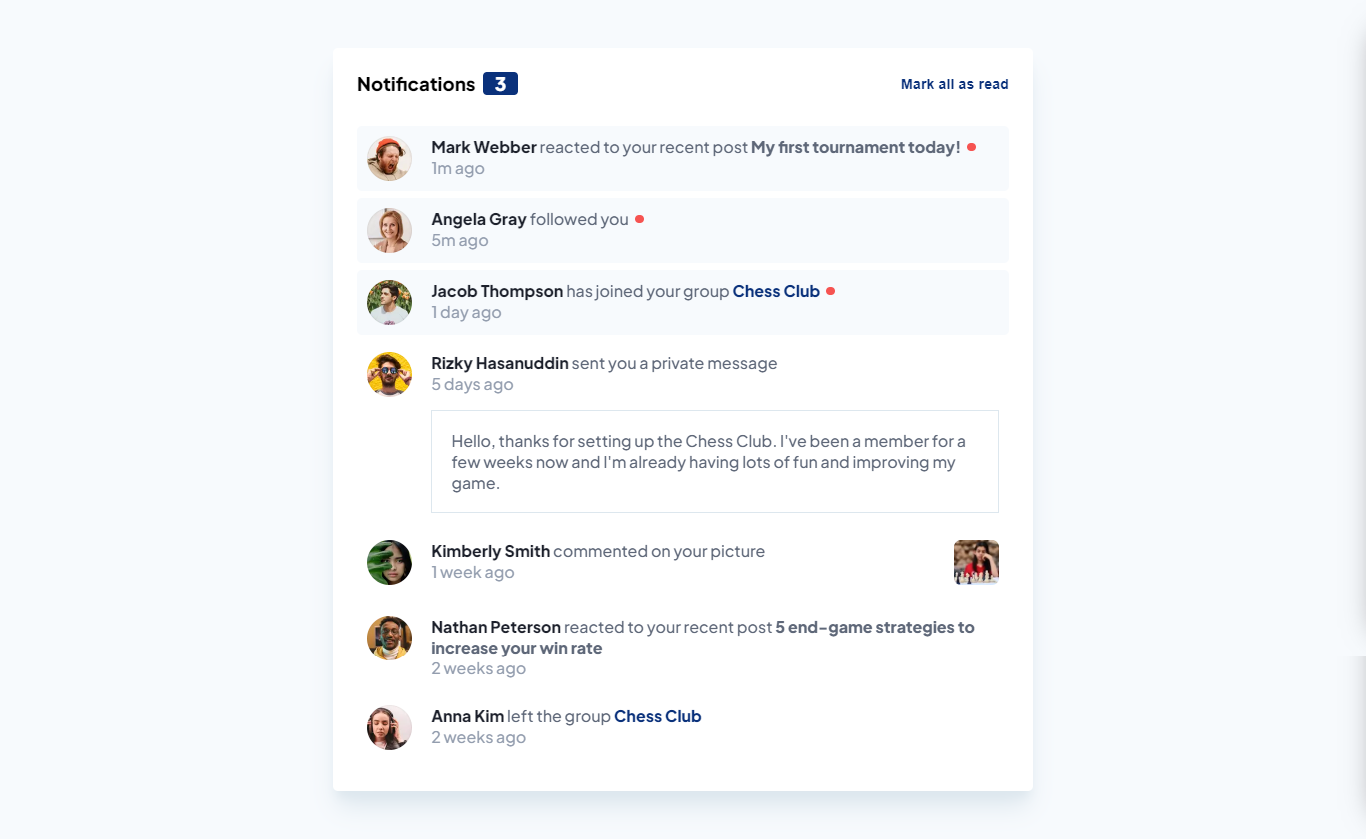 Notifications 3 Mark all as read
Mark Webber reacted to your recent post My first tournament today!
1m ago
Angela Gray followed you
5m ago
Jacob Thompson has joined your group Chess Club
1 day ago
Rizky Hasanuddin sent you a private message
5 days ago
Hello, thanks for setting up the Chess Club. I've been a member for a
few weeks now and I'm already having lots of fun and improving my
game.
Kimberly Smith commented on your picture
1 week ago
Nathan Peterson reacted to your recent post 5 end-game strategies to
increase your win rate
2 weeks ago
Anna Kim left the group Chess Club
2 weeks ago